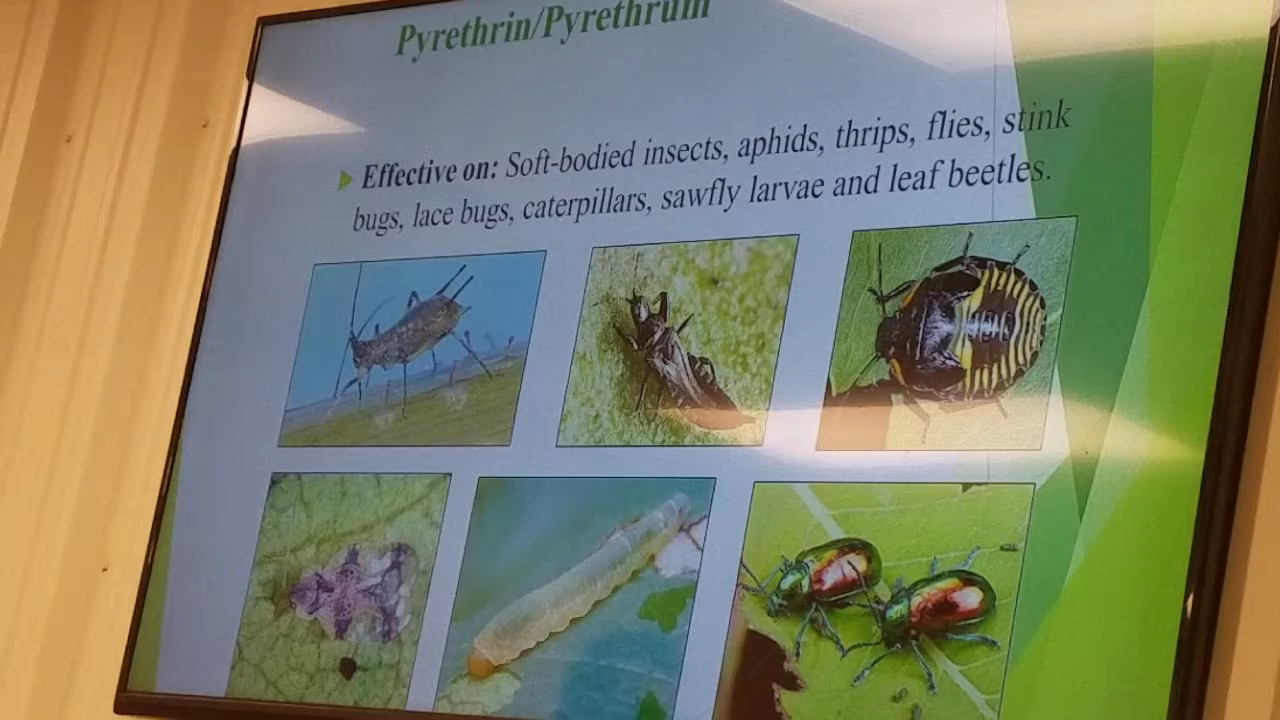 Pyrethrin/Pyrethrum
Effective on: Soft-bodied insects, aphids, thrips, flies, stink
bugs, lace bugs, caterpillars, sawfly larvae and leaf beetles.